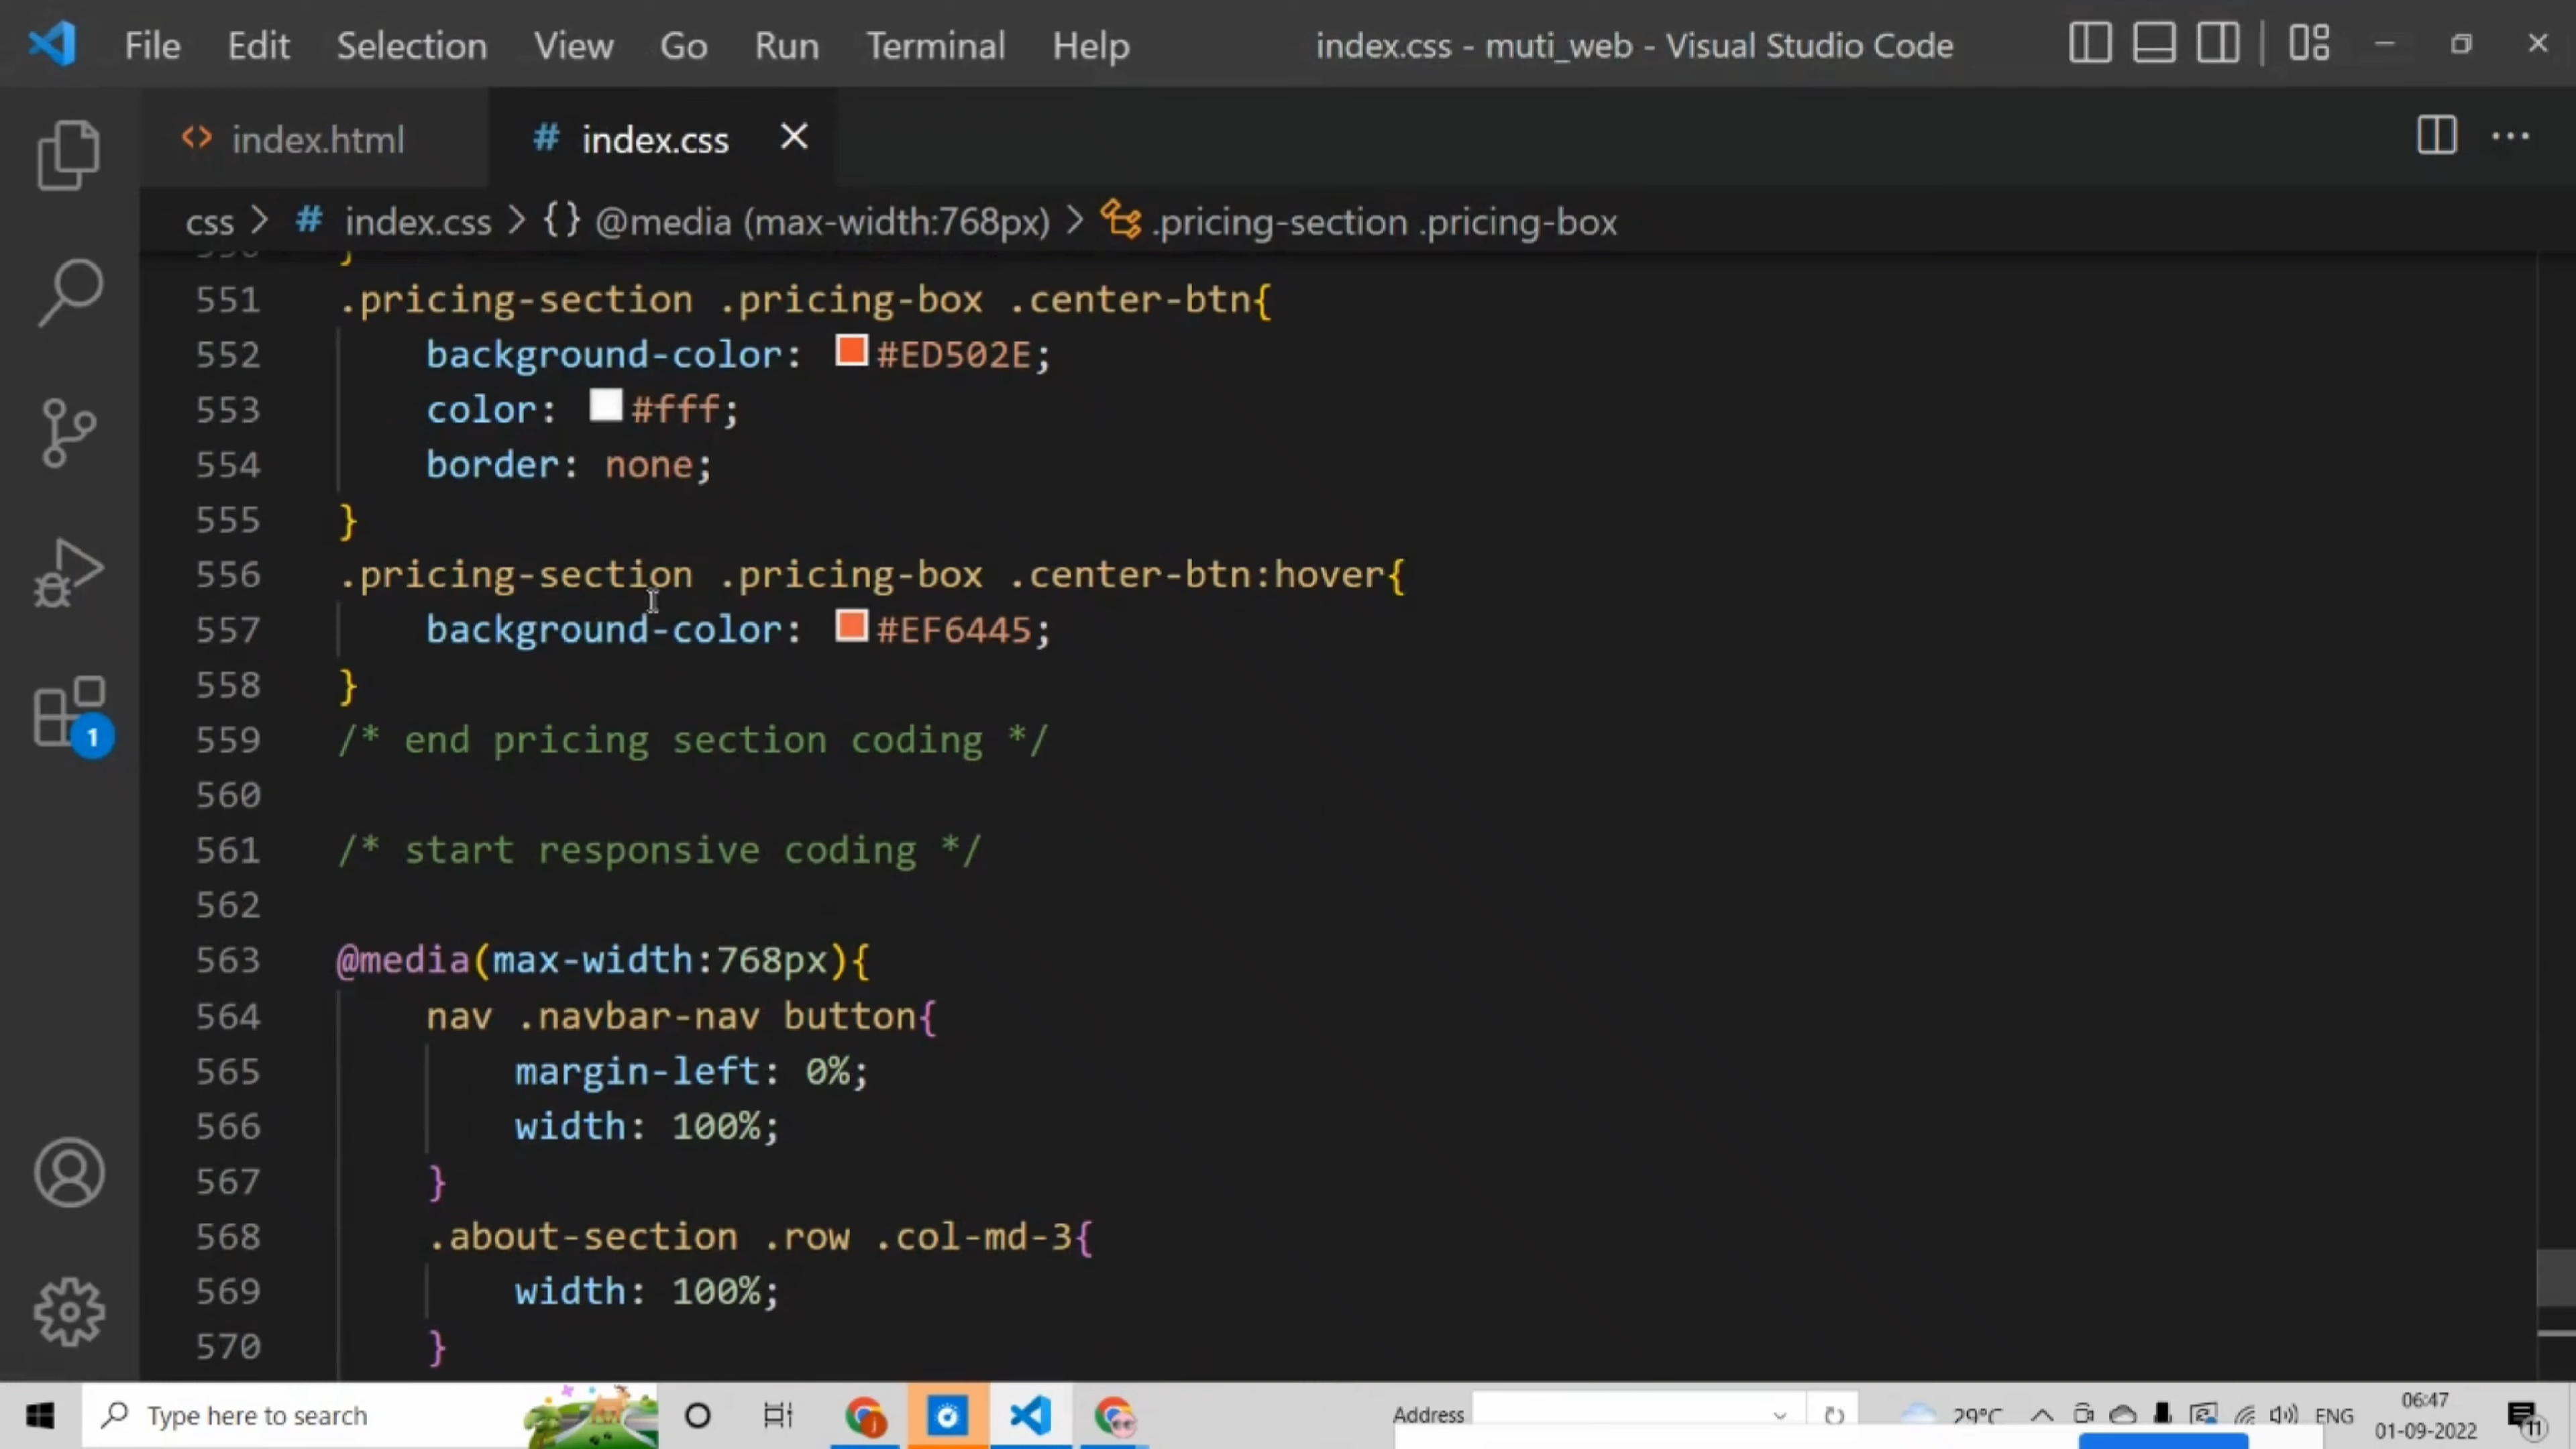 File Edit Selection View Go Run Terminal Help index.css - muti_web - Visual Studio Code
index.html # index.css
css > # index.css > {} @media (max-width:768px) > .pricing-section .pricing-box
}
551 .pricing-section .pricing-box .center-btn{
552 background-color: #ED502E;
553 color: #fff;
554 border: none;
555 }
556 .pricing-section .pricing-box .center-btn:hover{
557 background-color: #EF6445;
558 }
559 /* end pricing section coding */
560
561 /* start responsive coding */
562
563 @media(max-width:768px){
564 nav .navbar-nav button{
565 margin-left: 0%;
566 width: 100%;
567 }
568 .about-section .row .col-md-3{
569 width: 100%;
570 }
1
Type here to search Address 29°C ENG 06:47
01-09-2022 11